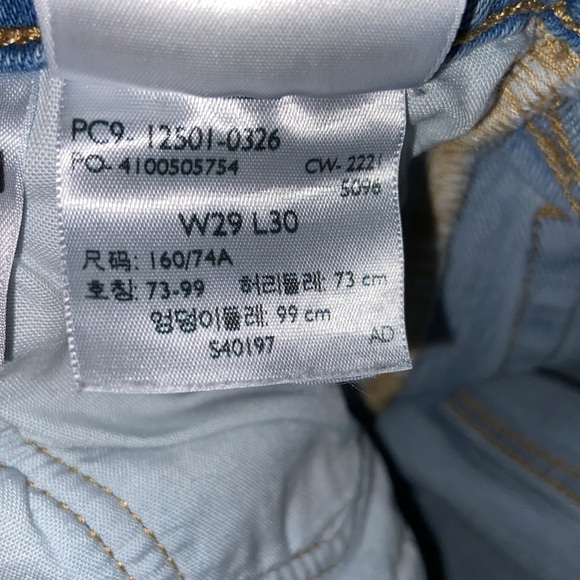 PC9- 12501-0326
PO- 4100505754 CW- 2221
5096
W29 L30
尺码: 160/74A
호칭: 73-99 허리둘레: 73 cm
엉덩이둘레: 99 cm
S40197 AD